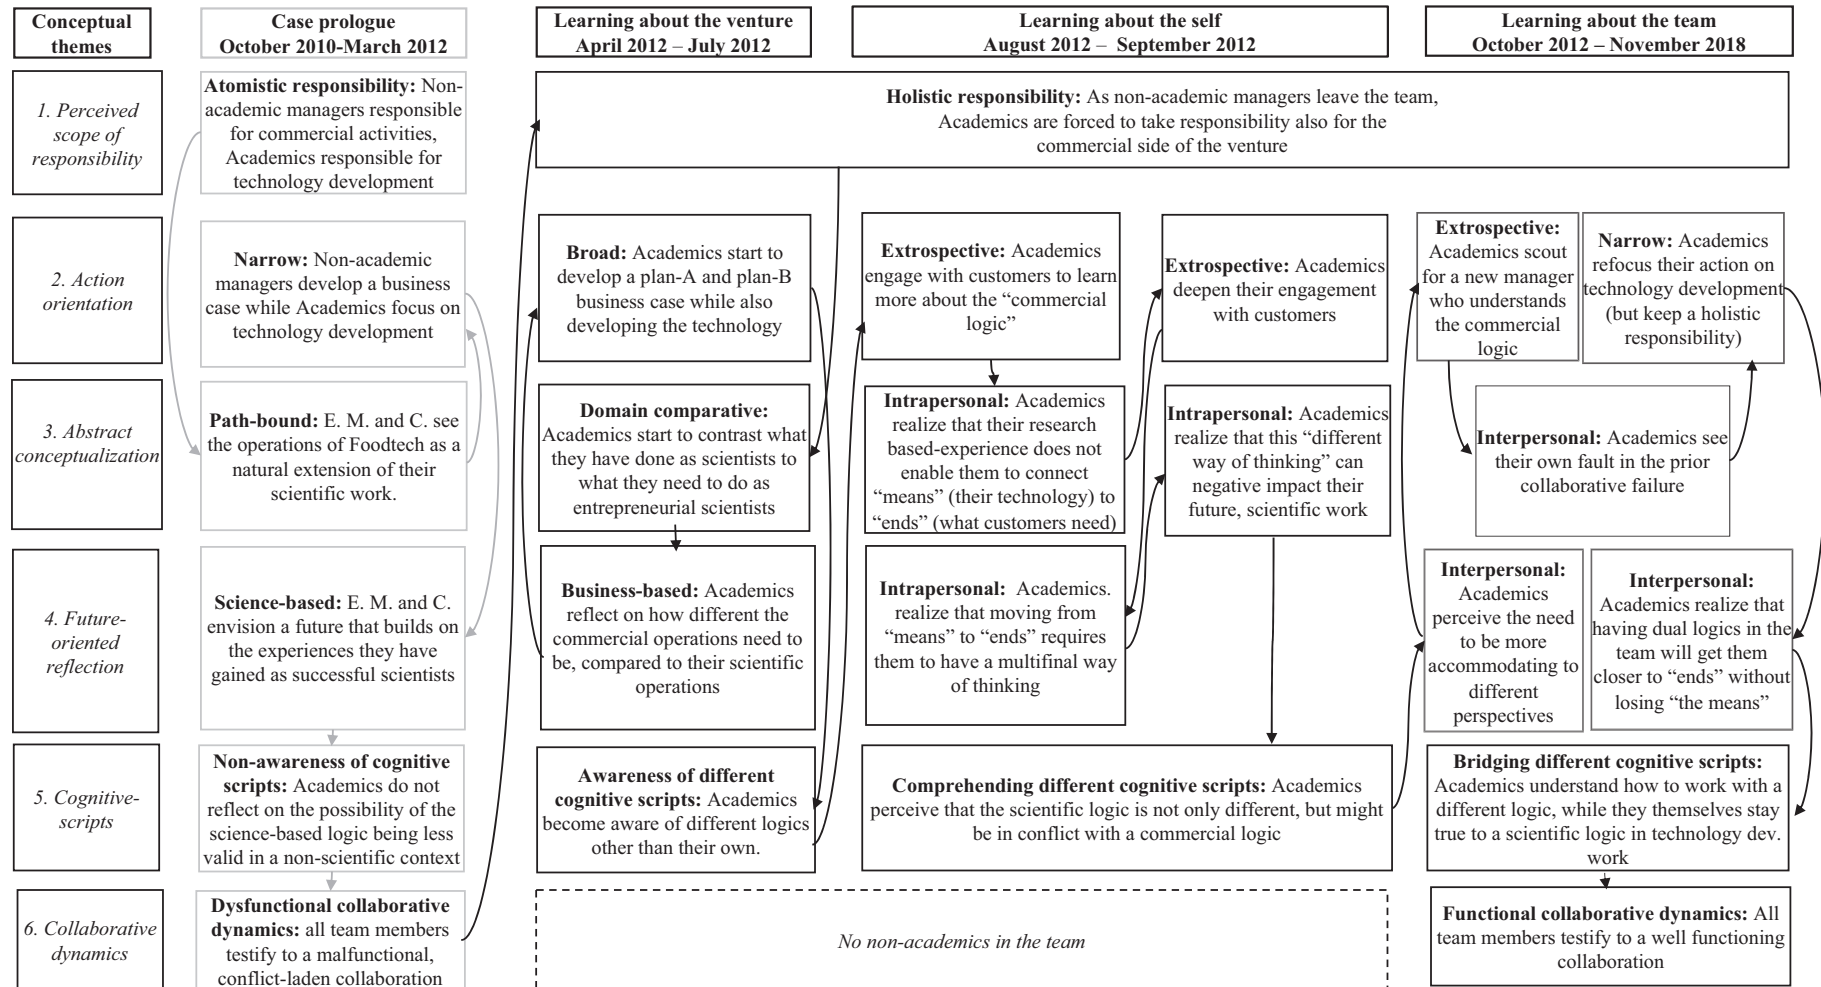 Conceptual
themes
Case prologue
October 2010-March 2012
Learning about the venture
April 2012 – July 2012
Learning about the self
August 2012 – September 2012
Learning about the team
October 2012 – November 2018
1. Perceived
scope of
responsibility
Atomistic responsibility: Non-
academic managers responsible
for commercial activities,
Academics responsible for
technology development
Holistic responsibility: As non-academic managers leave the team,
Academics are forced to take responsibility also for the
commercial side of the venture
2. Action
orientation
Narrow: Non-academic
managers develop a business
case while Academics focus on
technology development
Broad: Academics start to
develop a plan-A and plan-B
business case while also
developing the technology
Extrospective: Academics
engage with customers to learn
more about the “commercial
logic”
Extrospective: Academics
deepen their engagement
with customers
Extrospective:
Academics scout
for a new manager
who understands
the commercial
logic
Narrow: Academics
refocus their action on
technology development
(but keep a holistic
responsibility)
3. Abstract
conceptualization
Path-bound: E. M. and C. see
the operations of Foodtech as a
natural extension of their
scientific work.
Domain comparative:
Academics start to contrast what
they have done as scientists to
what they need to do as
entrepreneurial scientists
Intrapersonal: Academics
realize that their research
based-experience does not
enable them to connect
“means” (their technology) to
“ends” (what customers need)
Intrapersonal: Academics
realize that this “different
way of thinking” can
negative impact their
future, scientific work
Interpersonal: Academics see
their own fault in the prior
collaborative failure
4. Future-
oriented
reflection
Science-based: E. M. and C.
envision a future that builds on
the experiences they have
gained as successful scientists
Business-based: Academics
reflect on how different the
commercial operations need to
be, compared to their scientific
operations
Intrapersonal: Academics.
realize that moving from
“means” to “ends” requires
them to have a multifinal way
of thinking
Interpersonal:
Academics
perceive the need
to be more
accommodating to
different
perspectives
Interpersonal:
Academics realize that
having dual logics in the
team will get them
closer to “ends” without
losing “the means”
5. Cognitive-
scripts
Non-awareness of cognitive
scripts: Academics do not
reflect on the possibility of the
science-based logic being less
valid in a non-scientific context
Awareness of different
cognitive scripts: Academics
become aware of different logics
other than their own.
Comprehending different cognitive scripts: Academics
perceive that the scientific logic is not only different, but might
be in conflict with a commercial logic
Bridging different cognitive scripts:
Academics understand how to work with a
different logic, while they themselves stay
true to a scientific logic in technology dev.
work
6. Collaborative
dynamics
Dysfunctional collaborative
dynamics: all team members
testify to a malfunctional,
conflict-laden collaboration
No non-academics in the team
Functional collaborative dynamics: All
team members testify to a well functioning
collaboration